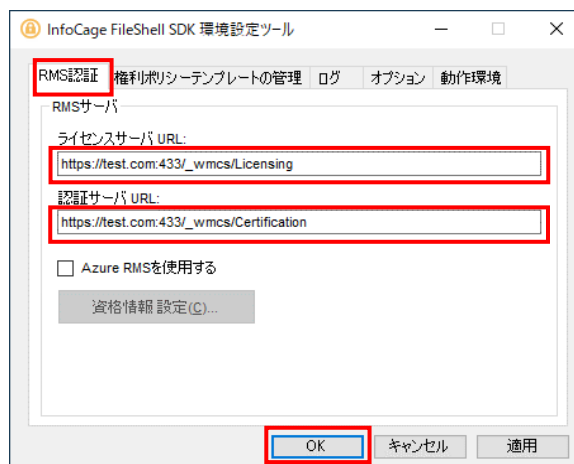 InfoCage FileShell SDK 環境設定ツール
RMS認証 権利ポリシーテンプレートの管理 ログ オプション 動作環境
RMSサーバ
ライセンスサーバ URL:
https://test.com:433/_wmcs/Licensing
認証サーバ URL:
https://test.com:433/_wmcs/Certification
Azure RMSを使用する
資格情報設定(C)...
OK キャンセル 適用